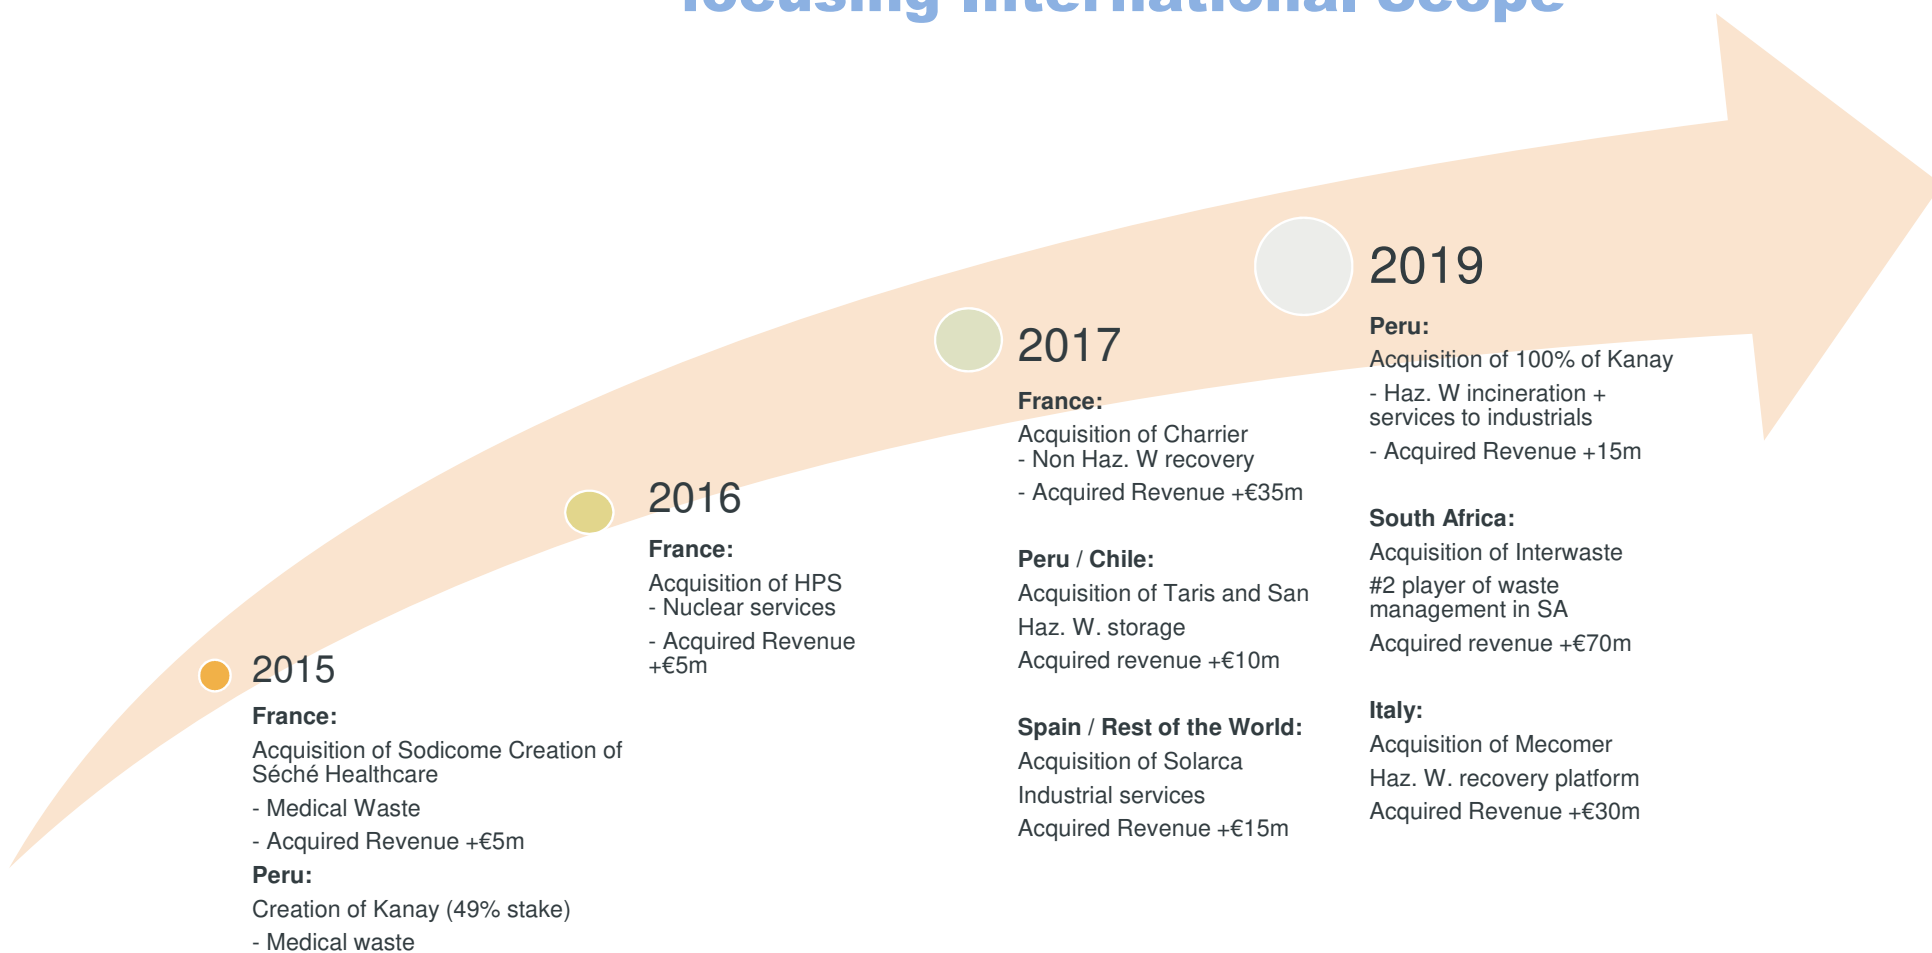 focusing International Scope
2015
France:
Acquisition of Sodicome Creation of
Séché Healthcare
- Medical Waste
- Acquired Revenue +€5m
Peru:
Creation of Kanay (49% stake)
- Medical waste
2016
France:
Acquisition of HPS
- Nuclear services
- Acquired Revenue
+€5m
2017
France:
Acquisition of Charrier
- Non Haz. W recovery
- Acquired Revenue +€35m
Peru / Chile:
Acquisition of Taris and San
Haz. W. storage
Acquired revenue +€10m
Spain / Rest of the World:
Acquisition of Solarca
Industrial services
Acquired Revenue +€15m
2019
Peru:
Acquisition of 100% of Kanay
- Haz. W incineration +
services to industrials
- Acquired Revenue +15m
South Africa:
Acquisition of Interwaste
#2 player of waste
management in SA
Acquired revenue +€70m
Italy:
Acquisition of Mecomer
Haz. W. recovery platform
Acquired Revenue +€30m